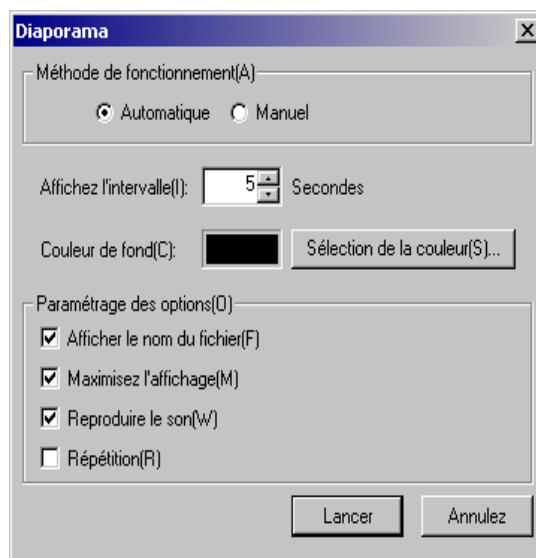 Diaporama
Méthode de fonctionnement(A)
Automatique Manuel
Affichez l'intervalle(I): 5 Secondes
Couleur de fond(C): Sélection de la couleur(S)...
Paramétrage des options(O)
Afficher le nom du fichier(F)
Maximisez l'affichage(M)
Reproduire le son(W)
Répétition(R)
Lancer Annulez